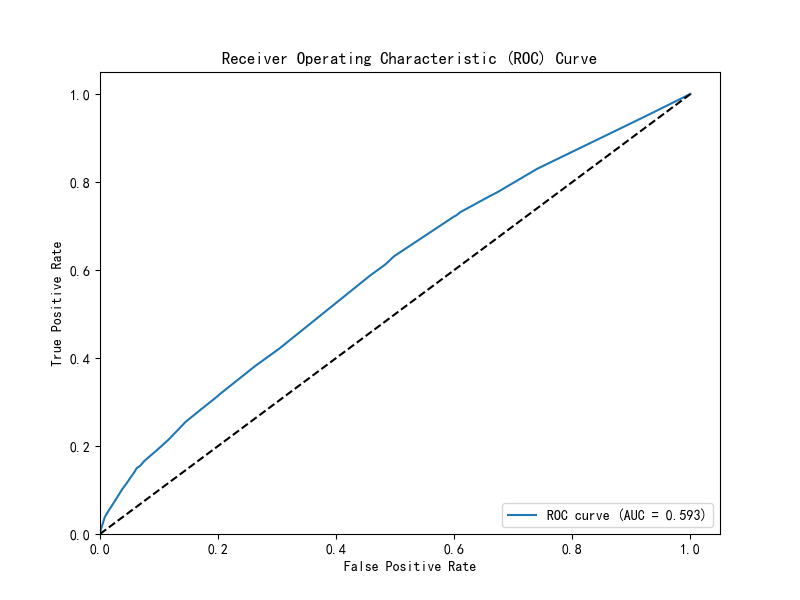 Receiver Operating Characteristic (ROC) Curve
1.0
0.8
0.6
0.4
0.2
0.0
True Positive Rate
ROC curve (AUC = 0.593)
0.0 0.2 0.4 0.6 0.8 1.0
False Positive Rate